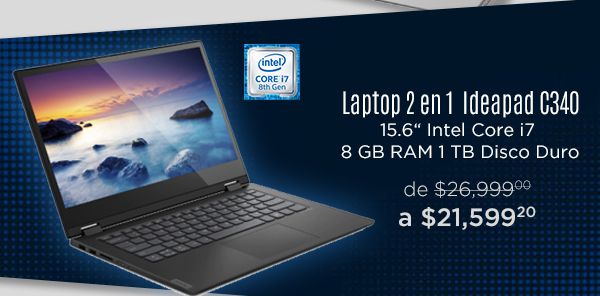 intel
CORE i7
8th Gen
Laptop 2 en 1 Ideapad C340
15.6“ Intel Core i7
8 GB RAM 1 TB Disco Duro
de $26,999⁰⁰
a $21,599²⁰